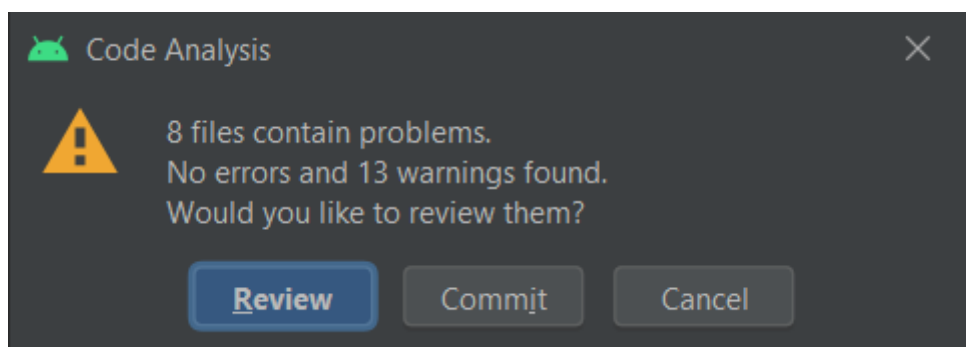 Code Analysis
8 files contain problems.
No errors and 13 warnings found.
Would you like to review them?
Review Commit Cancel